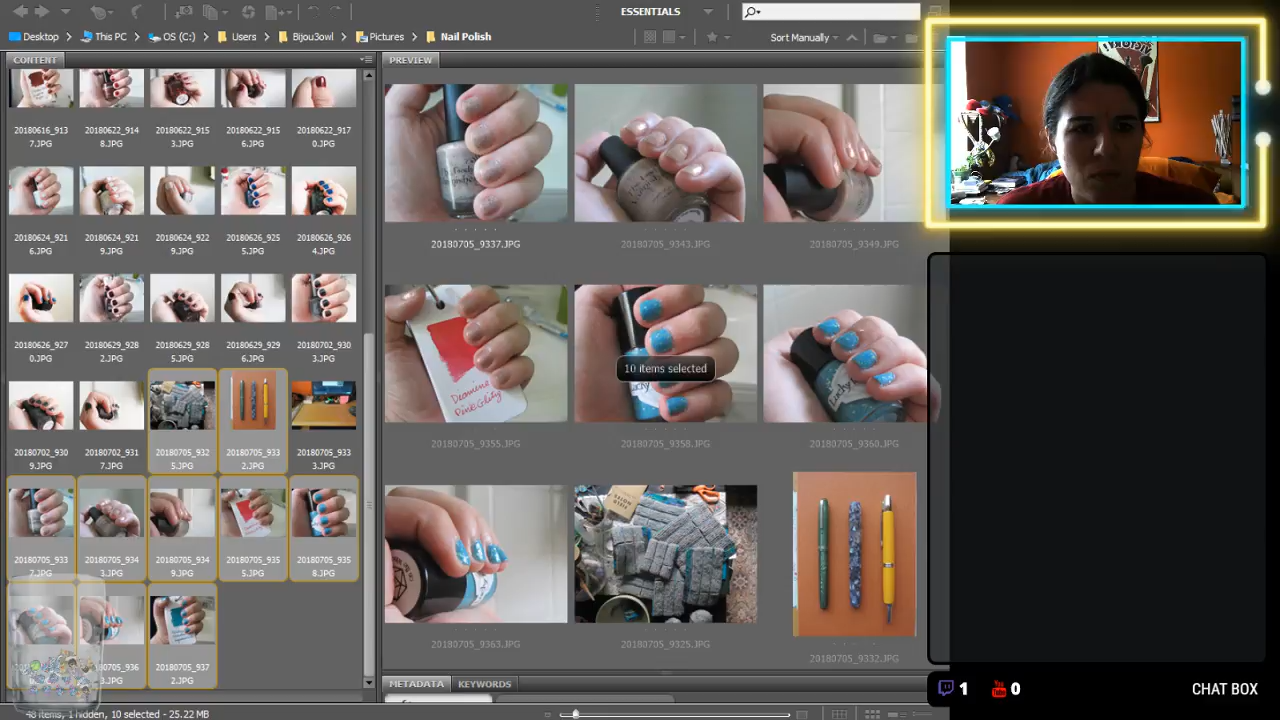 ESSENTIALS
Desktop
This PC
OS (C:)
Users
Pictures
Bijou3owl
Nail Polish
Sort Manually
CONTENT
PREVIEW
20180616_913
7.JPG
20180622_914
8.JPG
20180622_915
3.JPG
20180622_915
6.JPG
20180622_917
0.JPG
20180624_921
6.JPG
20180624_921
9.JPG
20180624_922
9.JPG
20180626_925
5.JPG
20180626_926
4.JPG
20180626_927
0.JPG
20180629_928
2.JPG
20180629_928
5.JPG
20180629_929
6.JPG
20180702_930
3.JPG
20180702_930
9.JPG
20180702_931
7.JPG
20180705_932
5.JPG
20180705_933
2.JPG
20180705_933
3.JPG
20180705_933
7.JPG
20180705_934
3.JPG
20180705_934
9.JPG
20180705_935
5.JPG
20180705_935
8.JPG
20180705_937
2.JPG
20180705_9337.JPG
20180705_9343.JPG
20180705_9349.JPG
Diamine
Pink Glitz
10 items selected
20180705_9355.JPG
20180705_9358.JPG
20180705_9360.JPG
20180705_9363.JPG
20180705_9325.JPG
20180705_9332.JPG
METADATA
KEYWORDS
48 items, 1 hidden, 10 selected - 25.22 MB
1
0
CHAT BOX